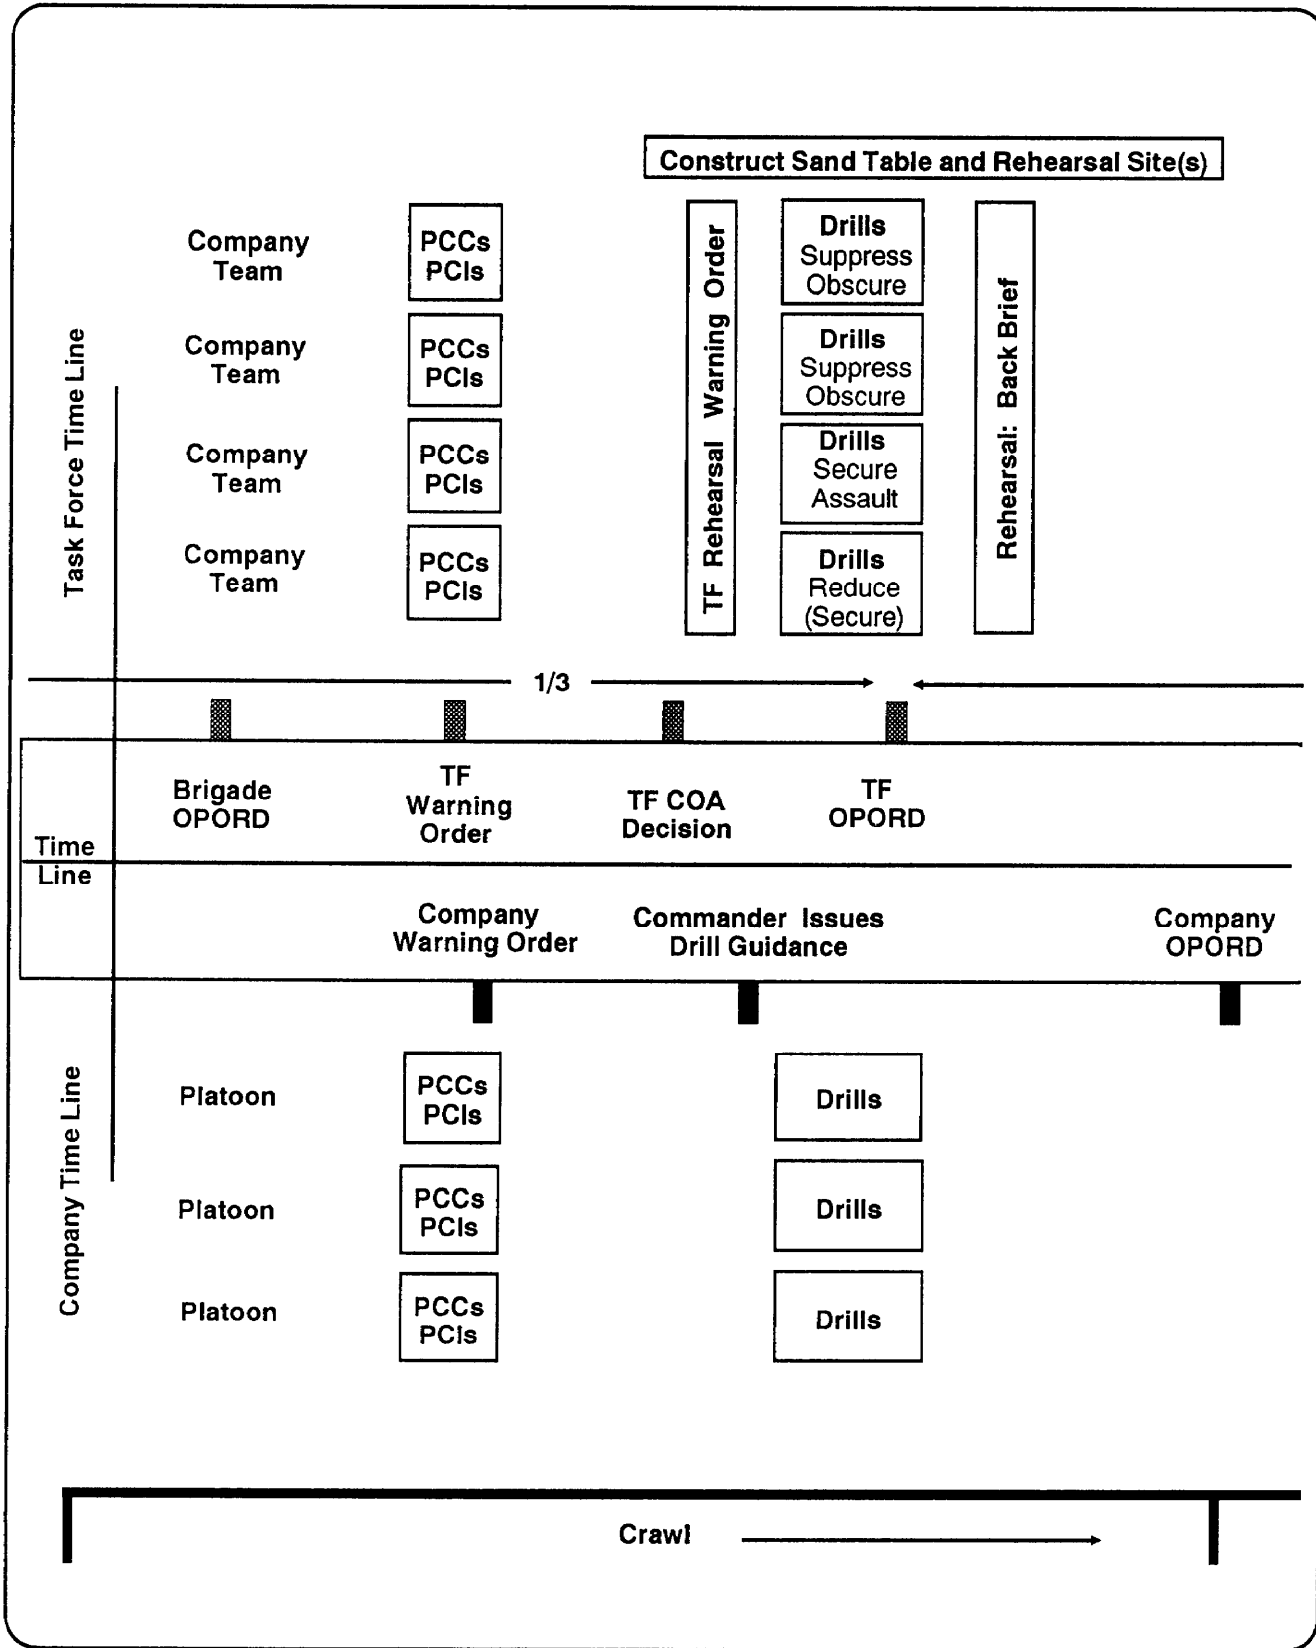 Construct Sand Table and Rehearsal Site(s)
Task Force Time Line
Company
Team
PCCs
PCIs
Company
Team
PCCs
PCIs
Company
Team
PCCs
PCIs
Company
Team
PCCs
PCIs
TF Rehearsal Warning Order
Drills
Suppress
Obscure
Drills
Suppress
Obscure
Drills
Secure
Assault
Drills
Reduce
(Secure)
Rehearsal: Back Brief
1/3
Time
Line
Brigade
OPORD
TF
Warning
Order
TF COA
Decision
TF
OPORD
Company
Warning Order
Commander Issues
Drill Guidance
Company
OPORD
Company Time Line
Platoon
PCCs
PCIs
Drills
Platoon
PCCs
PCIs
Drills
Platoon
PCCs
PCIs
Drills
Crawl